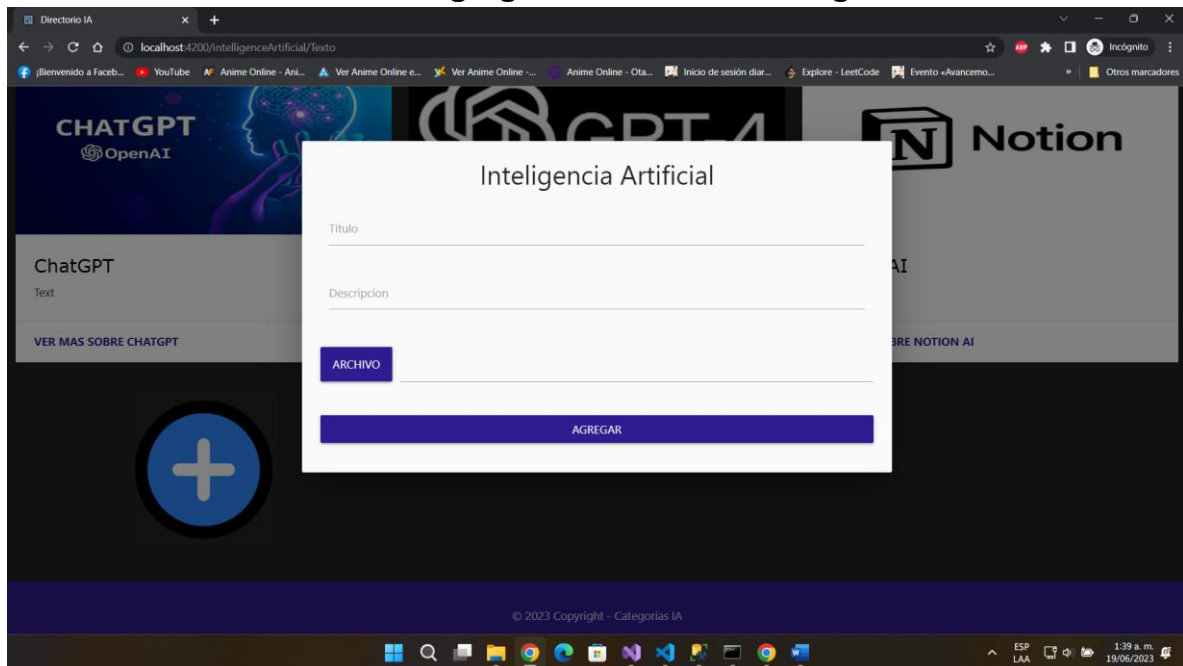 Directorio IA
localhost:4200/intelligenceArtificial/Texto
Incógnito
¡Bienvenido a Faceb... YouTube Anime Online - Ani... Ver Anime Online e... Ver Anime Online -... Anime Online - Ota... Inicio de sesión diar... Explore - LeetCode Evento «Avancemo... » Otros marcadores
CHATGPT
OpenAI
GPT-4
Notion
Inteligencia Artificial
Título
Descripcion
ARCHIVO
AGREGAR
ChatGPT
Text
VER MAS SOBRE CHATGPT
AI
BRE NOTION AI
© 2023 Copyright - Categorias IA
ESP
LAA
1:39 a. m.
19/06/2023